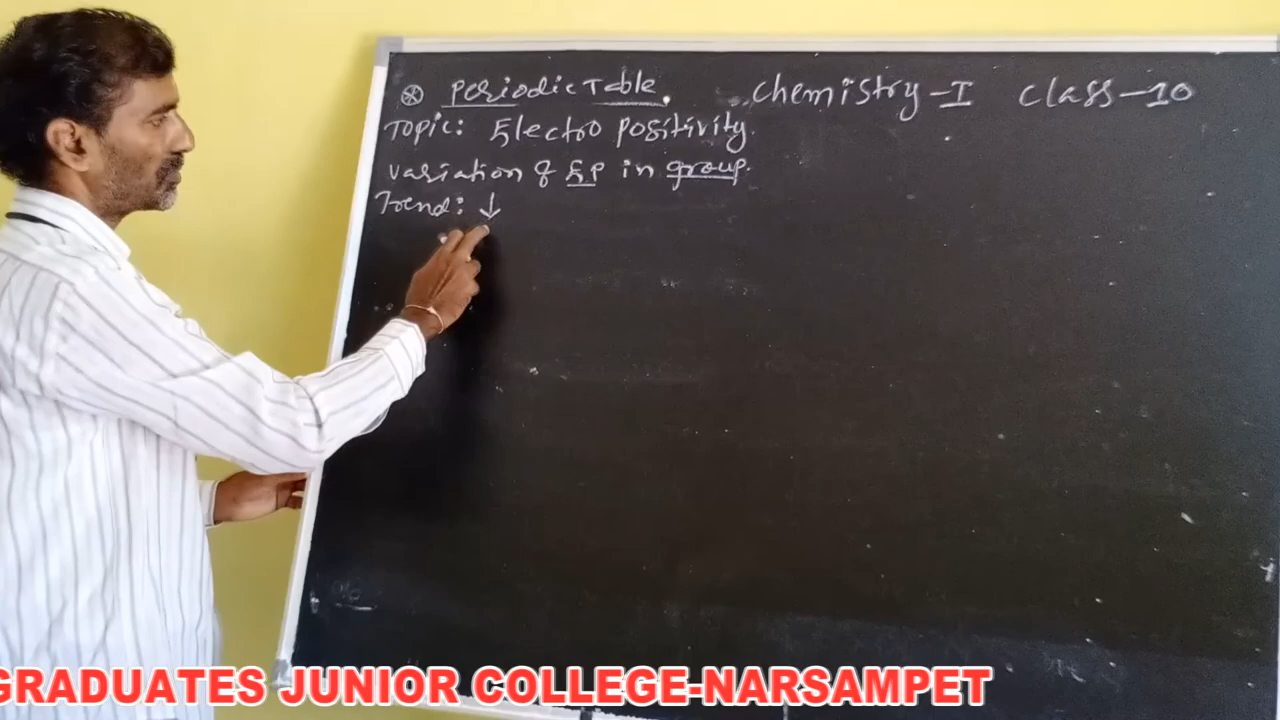 Periodic Table. Chemistry-I Class-10
Topic: Electro positivity.
Variation of EP in group.
Trend: ↓
GRADUATES JUNIOR COLLEGE-NARSAMPET